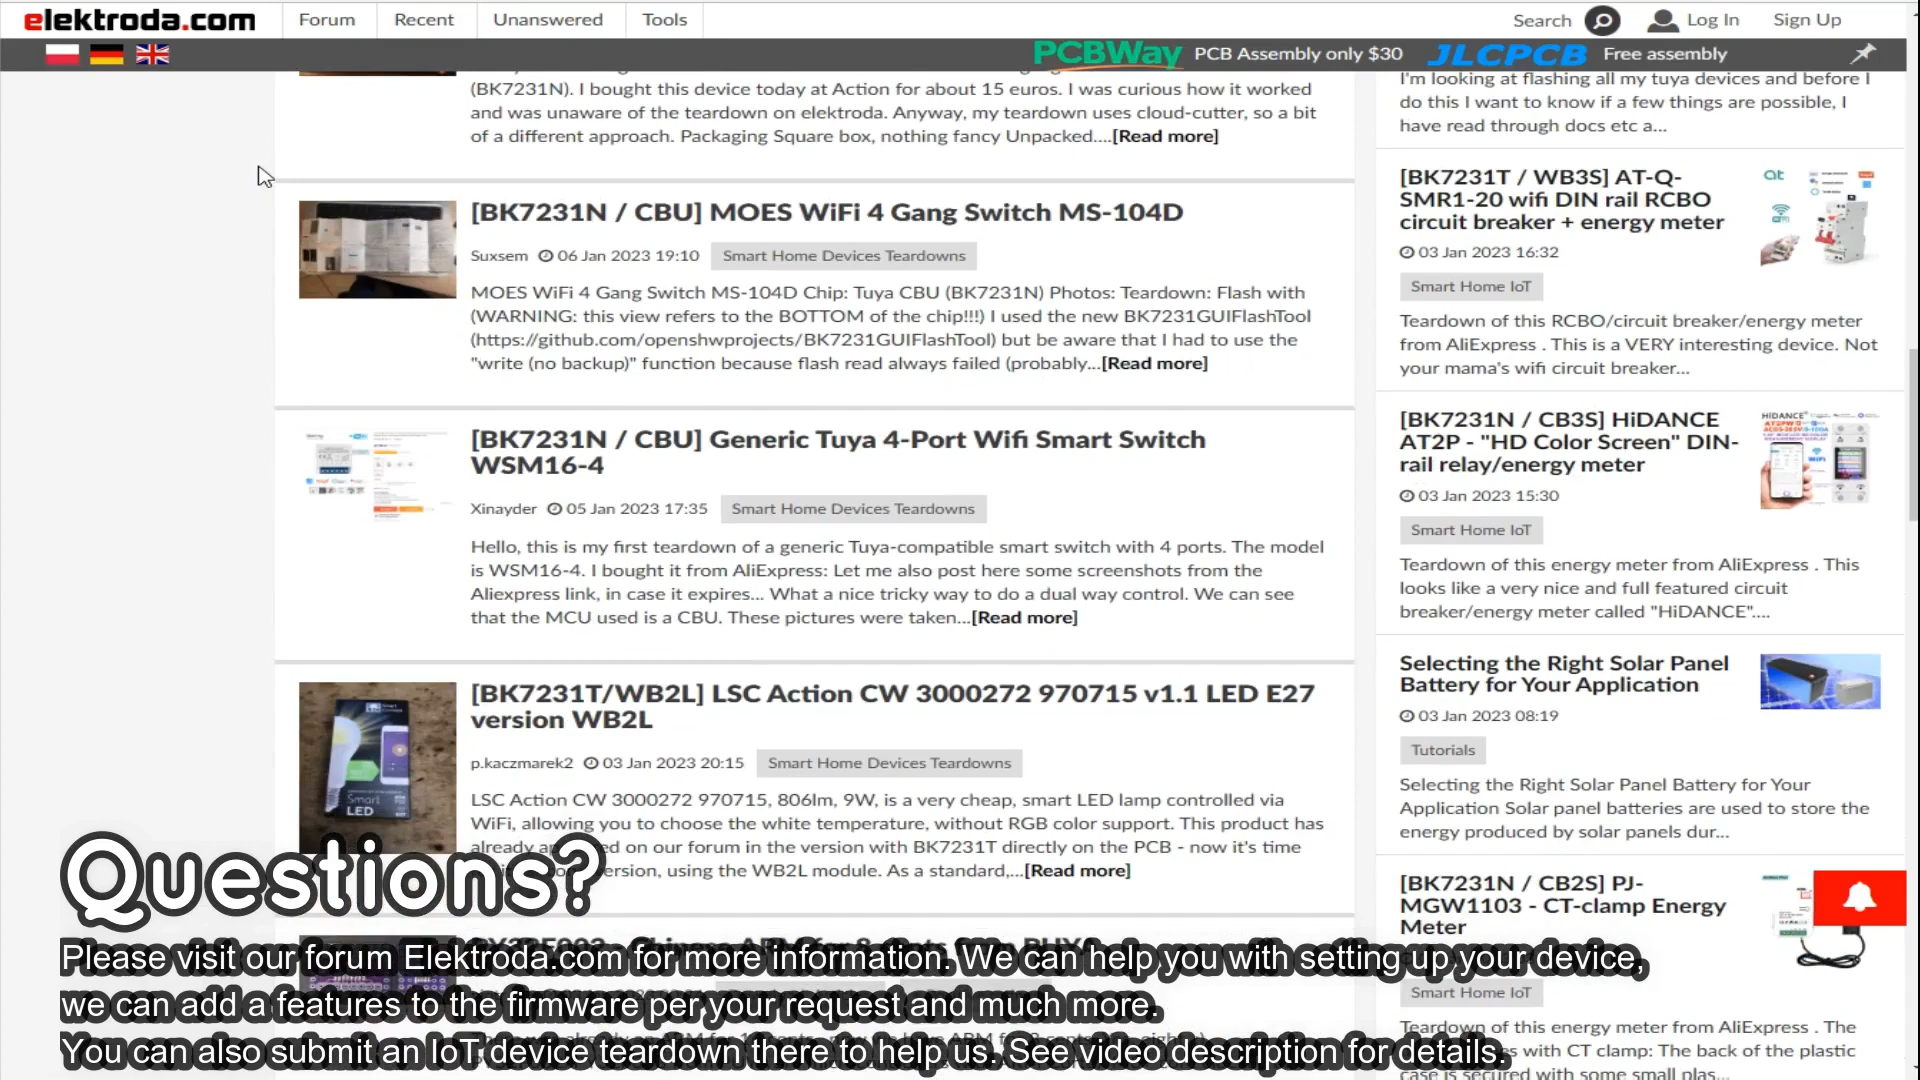 elektroda.com Forum Recent Unanswered Tools Search Log In Sign Up
PCBWay PCB Assembly only $30 JLCPCB Free assembly
(BK7231N). I bought this device today at Action for about 15 euros. I was curious how it worked
and was unaware of the teardown on elektroda. Anyway, my teardown uses cloud-cutter, so a bit
of a different approach. Packaging Square box, nothing fancy Unpacked....[Read more]
[BK7231N / CBU] MOES WiFi 4 Gang Switch MS-104D
Suxsem 06 Jan 2023 19:10 Smart Home Devices Teardowns
MOES WiFi 4 Gang Switch MS-104D Chip: Tuya CBU (BK7231N) Photos: Teardown: Flash with
(WARNING: this view refers to the BOTTOM of the chip!!!) I used the new BK7231GUIFlashTool
(https://github.com/openshwprojects/BK7231GUIFlashTool) but be aware that I had to use the
"write (no backup)" function because flash read always failed (probably...[Read more]
[BK7231N / CBU] Generic Tuya 4-Port Wifi Smart Switch
WSM16-4
Xinayder 05 Jan 2023 17:35 Smart Home Devices Teardowns
Hello, this is my first teardown of a generic Tuya-compatible smart switch with 4 ports. The model
is WSM16-4. I bought it from AliExpress: Let me also post here some screenshots from the
Aliexpress link, in case it expires... What a nice tricky way to do a dual way control. We can see
that the MCU used is a CBU. These pictures were taken...[Read more]
[BK7231T/WB2L] LSC Action CW 3000272 970715 v1.1 LED E27
version WB2L
p.kaczmarek2 03 Jan 2023 20:15 Smart Home Devices Teardowns
Smart
LED
LSC Action CW 3000272 970715, 806lm, 9W, is a very cheap, smart LED lamp controlled via
WiFi, allowing you to choose the white temperature, without RGB color support. This product has
already on our forum in the version with BK7231T directly on the PCB - now it's time
version, using the WB2L module. As a standard,...[Read more]
I'm looking at flashing all my tuya devices and before I
do this I want to know if a few things are possible, I
have read through docs etc a...
[BK7231T / WB3S] AT-Q-
SMR1-20 wifi DIN rail RCBO
circuit breaker + energy meter
03 Jan 2023 16:32
Smart Home IoT
Teardown of this RCBO/circuit breaker/energy meter
from AliExpress . This is a VERY interesting device. Not
your mama's wifi circuit breaker...
[BK7231N / CB3S] HiDANCE
AT2P - "HD Color Screen" DIN-
rail relay/energy meter
HIDANCE
03 Jan 2023 15:30
Smart Home IoT
Teardown of this energy meter from AliExpress . This
looks like a very nice and full featured circuit
breaker/energy meter called "HiDANCE"....
Selecting the Right Solar Panel
Battery for Your Application
03 Jan 2023 08:19
Tutorials
Selecting the Right Solar Panel Battery for Your
Application Solar panel batteries are used to store the
energy produced by solar panels dur...
[BK7231N / CB2S] PJ-
MGW1103 - CT-clamp Energy
Meter
Smart Home IoT
Teardown of this energy meter from AliExpress . The
with CT clamp: The back of the plastic
case is secured with some small plas...
Questions?
Please visit our forum Elektroda.com for more information. We can help you with setting up your device,
we can add a features to the firmware per your request and much more.
You can also submit an IoT device teardown there to help us. See video description for details.